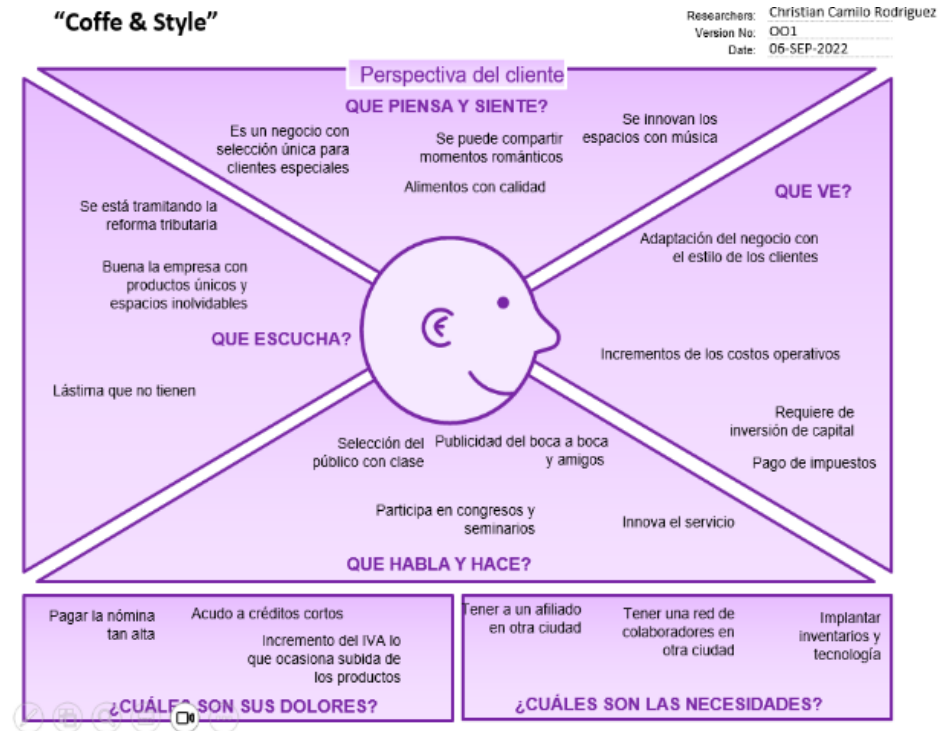 “Coffe & Style”
Researchers: Christian Camilo Rodriguez
Version No: 001
Date: 06-SEP-2022
Perspectiva del cliente
QUE PIENSA Y SIENTE?
Es un negocio con
selección única para
clientes especiales
Se puede compartir
momentos románticos
Se innovan los
espacios con música
Alimentos con calidad
QUE VE?
Adaptación del negocio con
el estilo de los clientes
Incrementos de los costos operativos
Requiere de
inversión de capital
Pago de impuestos
Se está tramitando la
reforma tributaria
Buena la empresa con
productos únicos y
espacios inolvidables
QUE ESCUCHA?
Lástima que no tienen
Selección del
público con clase
Publicidad del boca a boca
y amigos
Participa en congresos y
seminarios
Innova el servicio
QUE HABLA Y HACE?
Pagar la nómina
tan alta
Acudo a créditos cortos
Incremento del IVA lo
que ocasiona subida de
los productos
¿CUÁLES SON SUS DOLORES?
Tener a un afiliado
en otra ciudad
Tener una red de
colaboradores en
otra ciudad
Implantar
inventarios y
tecnología
¿CUÁLES SON LAS NECESIDADES?